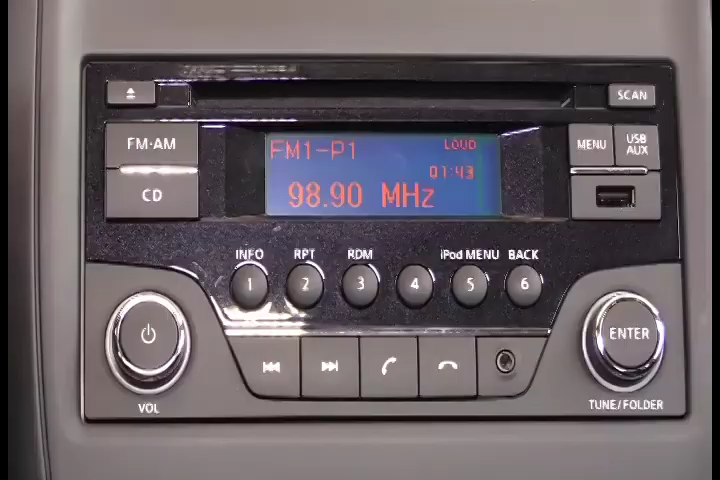 SCAN
FM·AM
CD
FM1-P1
LOUD
01:43
98.90 MHz
MENU
USB AUX
INFO RPT RDM iPod MENU BACK
1 2 3 4 5 6
VOL
ENTER
TUNE/FOLDER